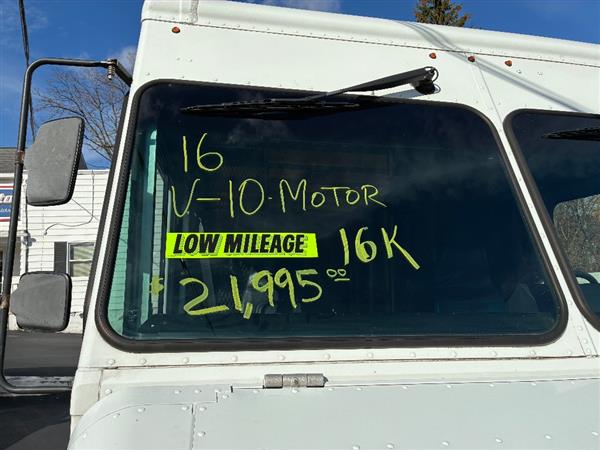 16
V-10-MOTOR
LOW MILEAGE 16K
$21,995.00